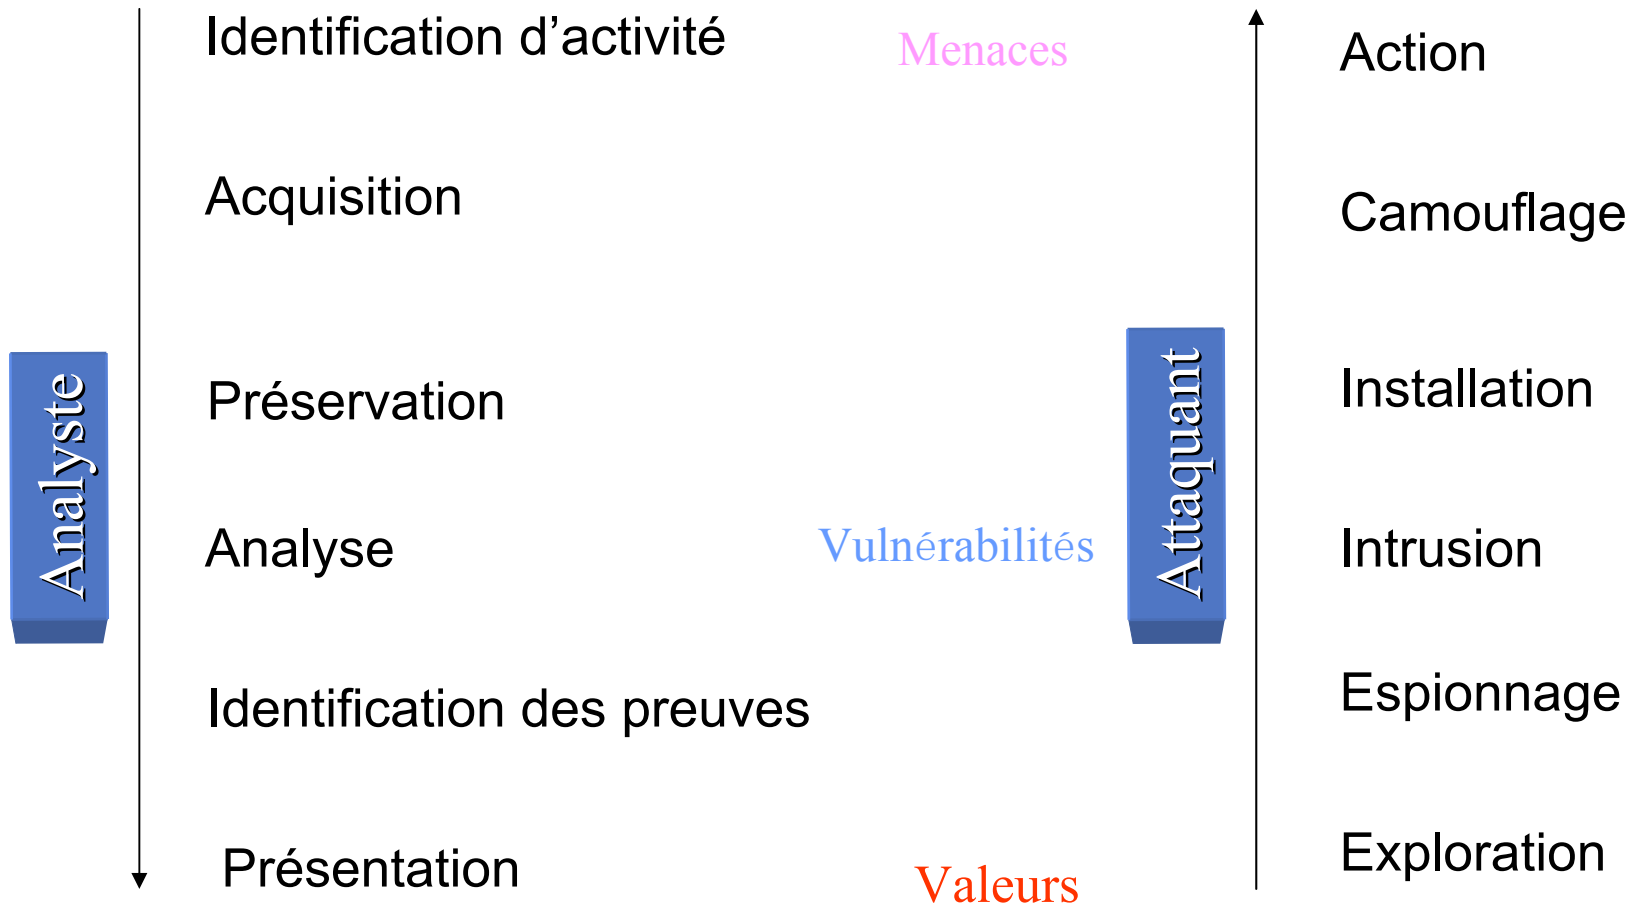 Identification d’activité
Menaces
Action
Acquisition
Camouflage
Analyste
Préservation
Attaquant
Installation
Analyse
Vulnérabilités
Intrusion
Identification des preuves
Espionnage
Présentation
Valeurs
Exploration